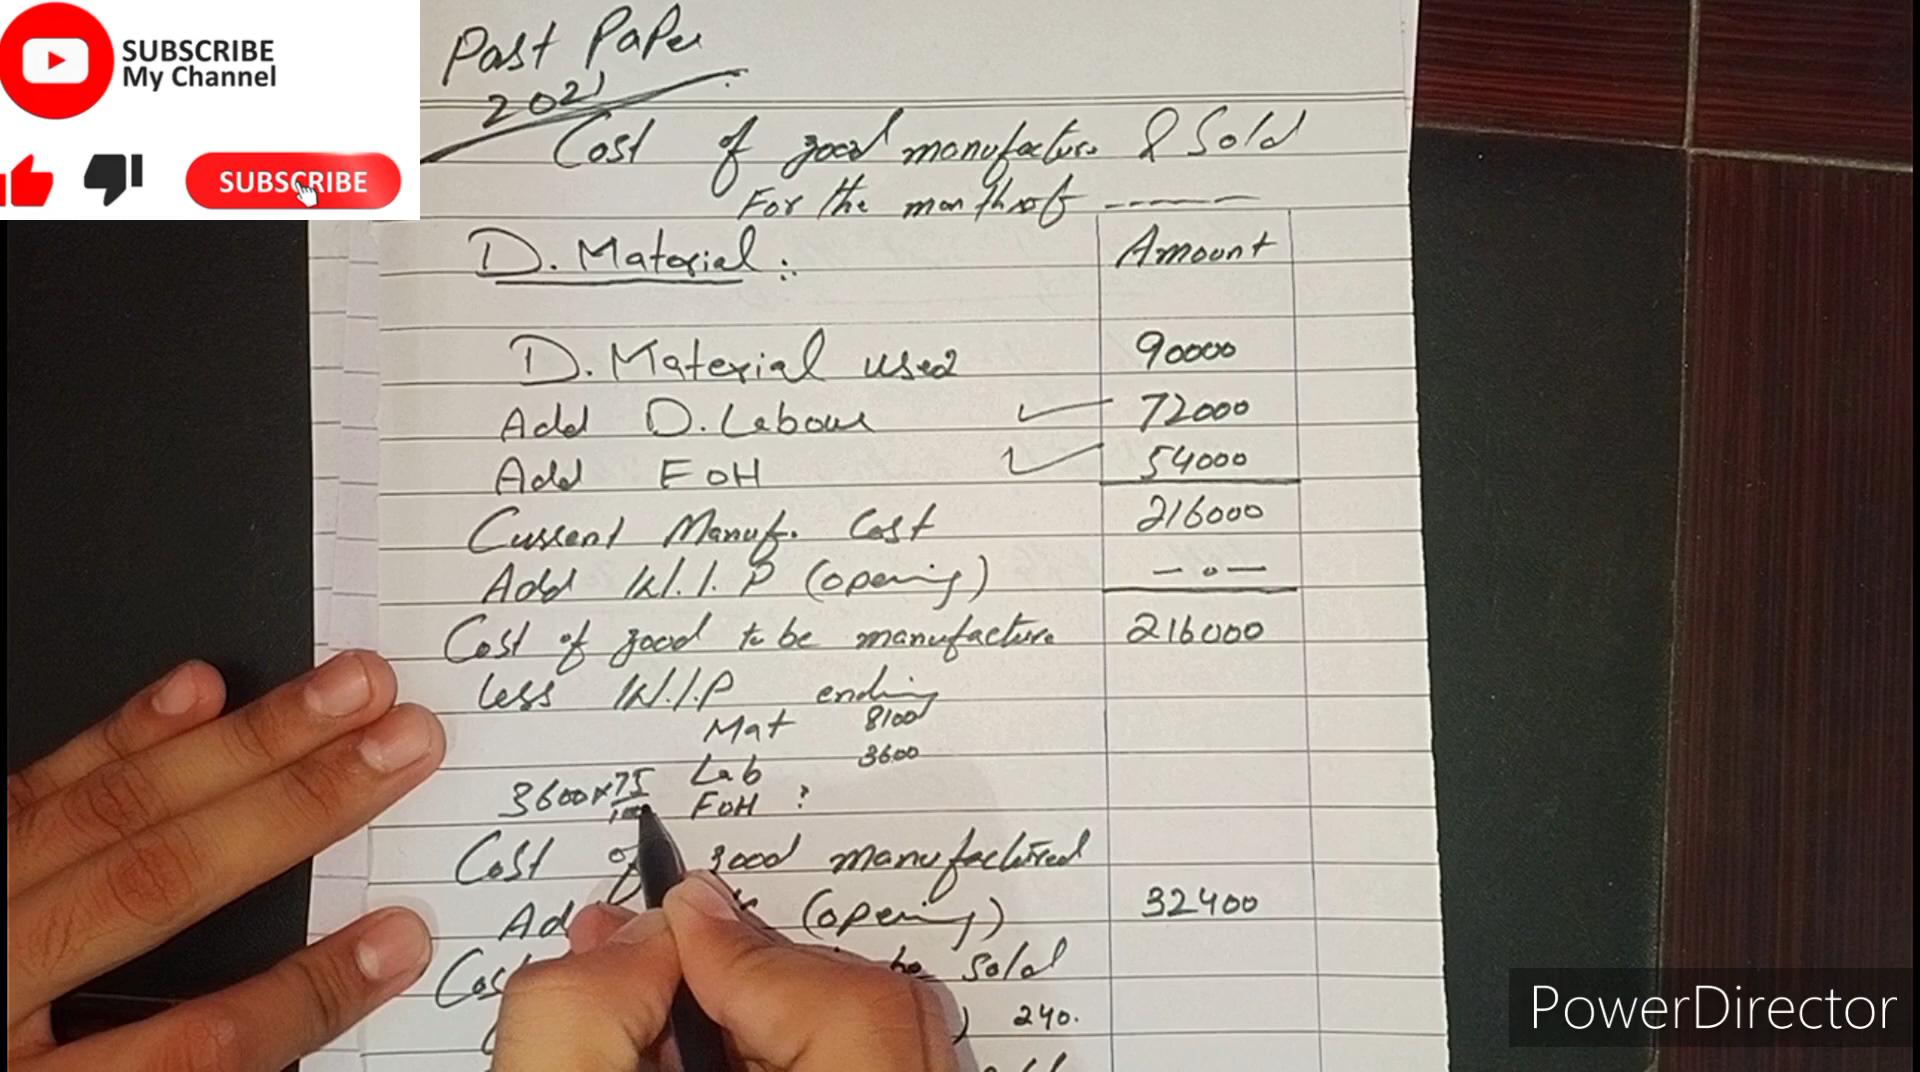 SUBSCRIBE
My Channel
SUBSCRIBE
Past Paper
2021
Cost of good manufacture & Sold
For the month of -----
D. Material:
Amount
D. Material used 90000
Add D. Labour 72000
Add FOH 54000
Current Manuf. Cost 216000
Add W.I.P (opening) — o —
Cost of good to be manufacture 216000
less W.I.P ending
Mat 8100
Lab 3600
3600 × 75/100 FOH ?
Cost of good manufactured
(opening) 32400
be Sold
) 240.
PowerDirector